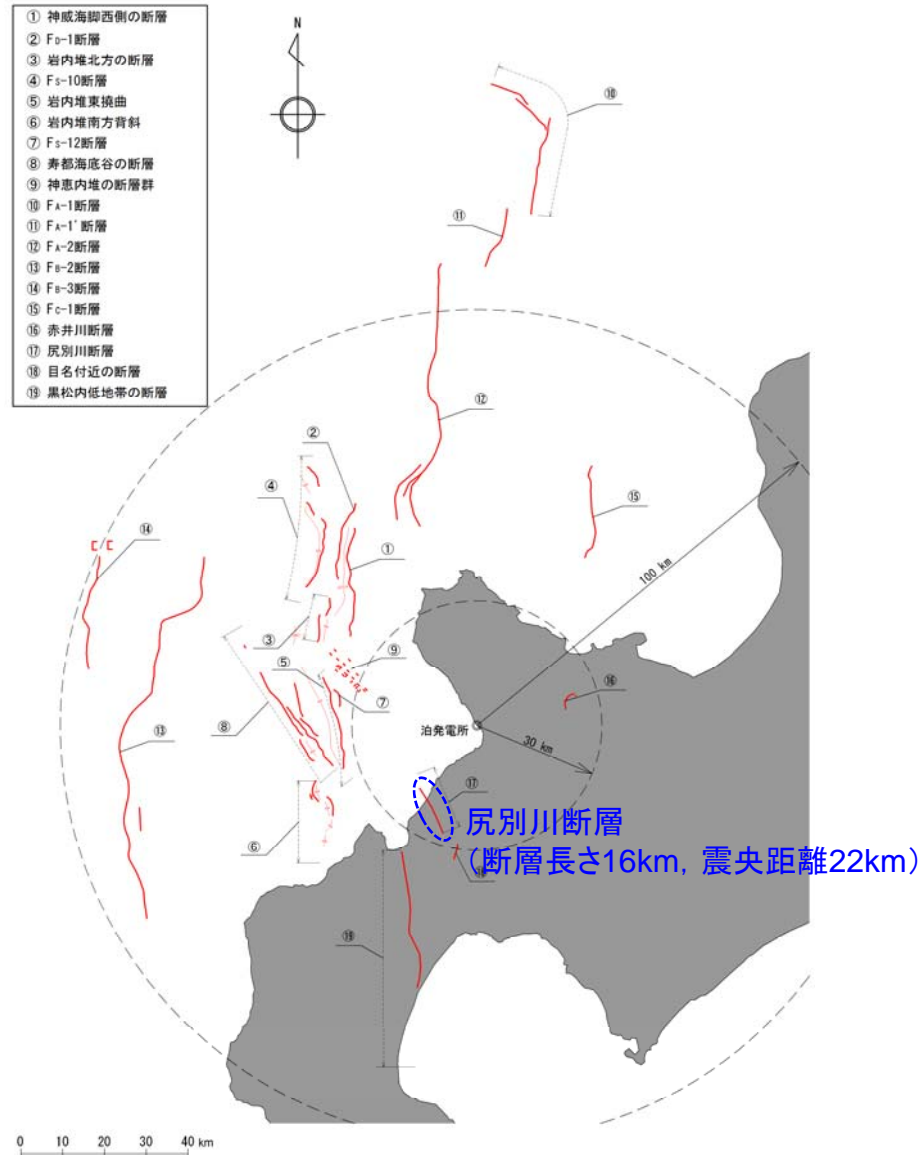 ① 神威海脚西側の断層
② FD-1断層
③ 岩内堆北方の断層
④ Fs-10断層
⑤ 岩内堆東撓曲
⑥ 岩内堆南方背斜
⑦ Fs-12断層
⑧ 寿都海底谷の断層
⑨ 神恵内堆の断層群
⑩ FA-1断層
⑪ FA-1'断層
⑫ FA-2断層
⑬ FB-2断層
⑭ FB-3断層
⑮ Fc-1断層
⑯ 赤井川断層
⑰ 尻別川断層
⑱ 目名付近の断層
⑲ 黒松内低地帯の断層
N
⑩
⑪
⑫
②
④
⑮
⑭
①
100 km
③
⑨
⑤
⑦
⑯
⑧
泊発電所
⑬
30 km
⑰
尻別川断層
⑥
(断層長さ16km, 震央距離22km)
⑱
⑲
0 10 20 30 40 km